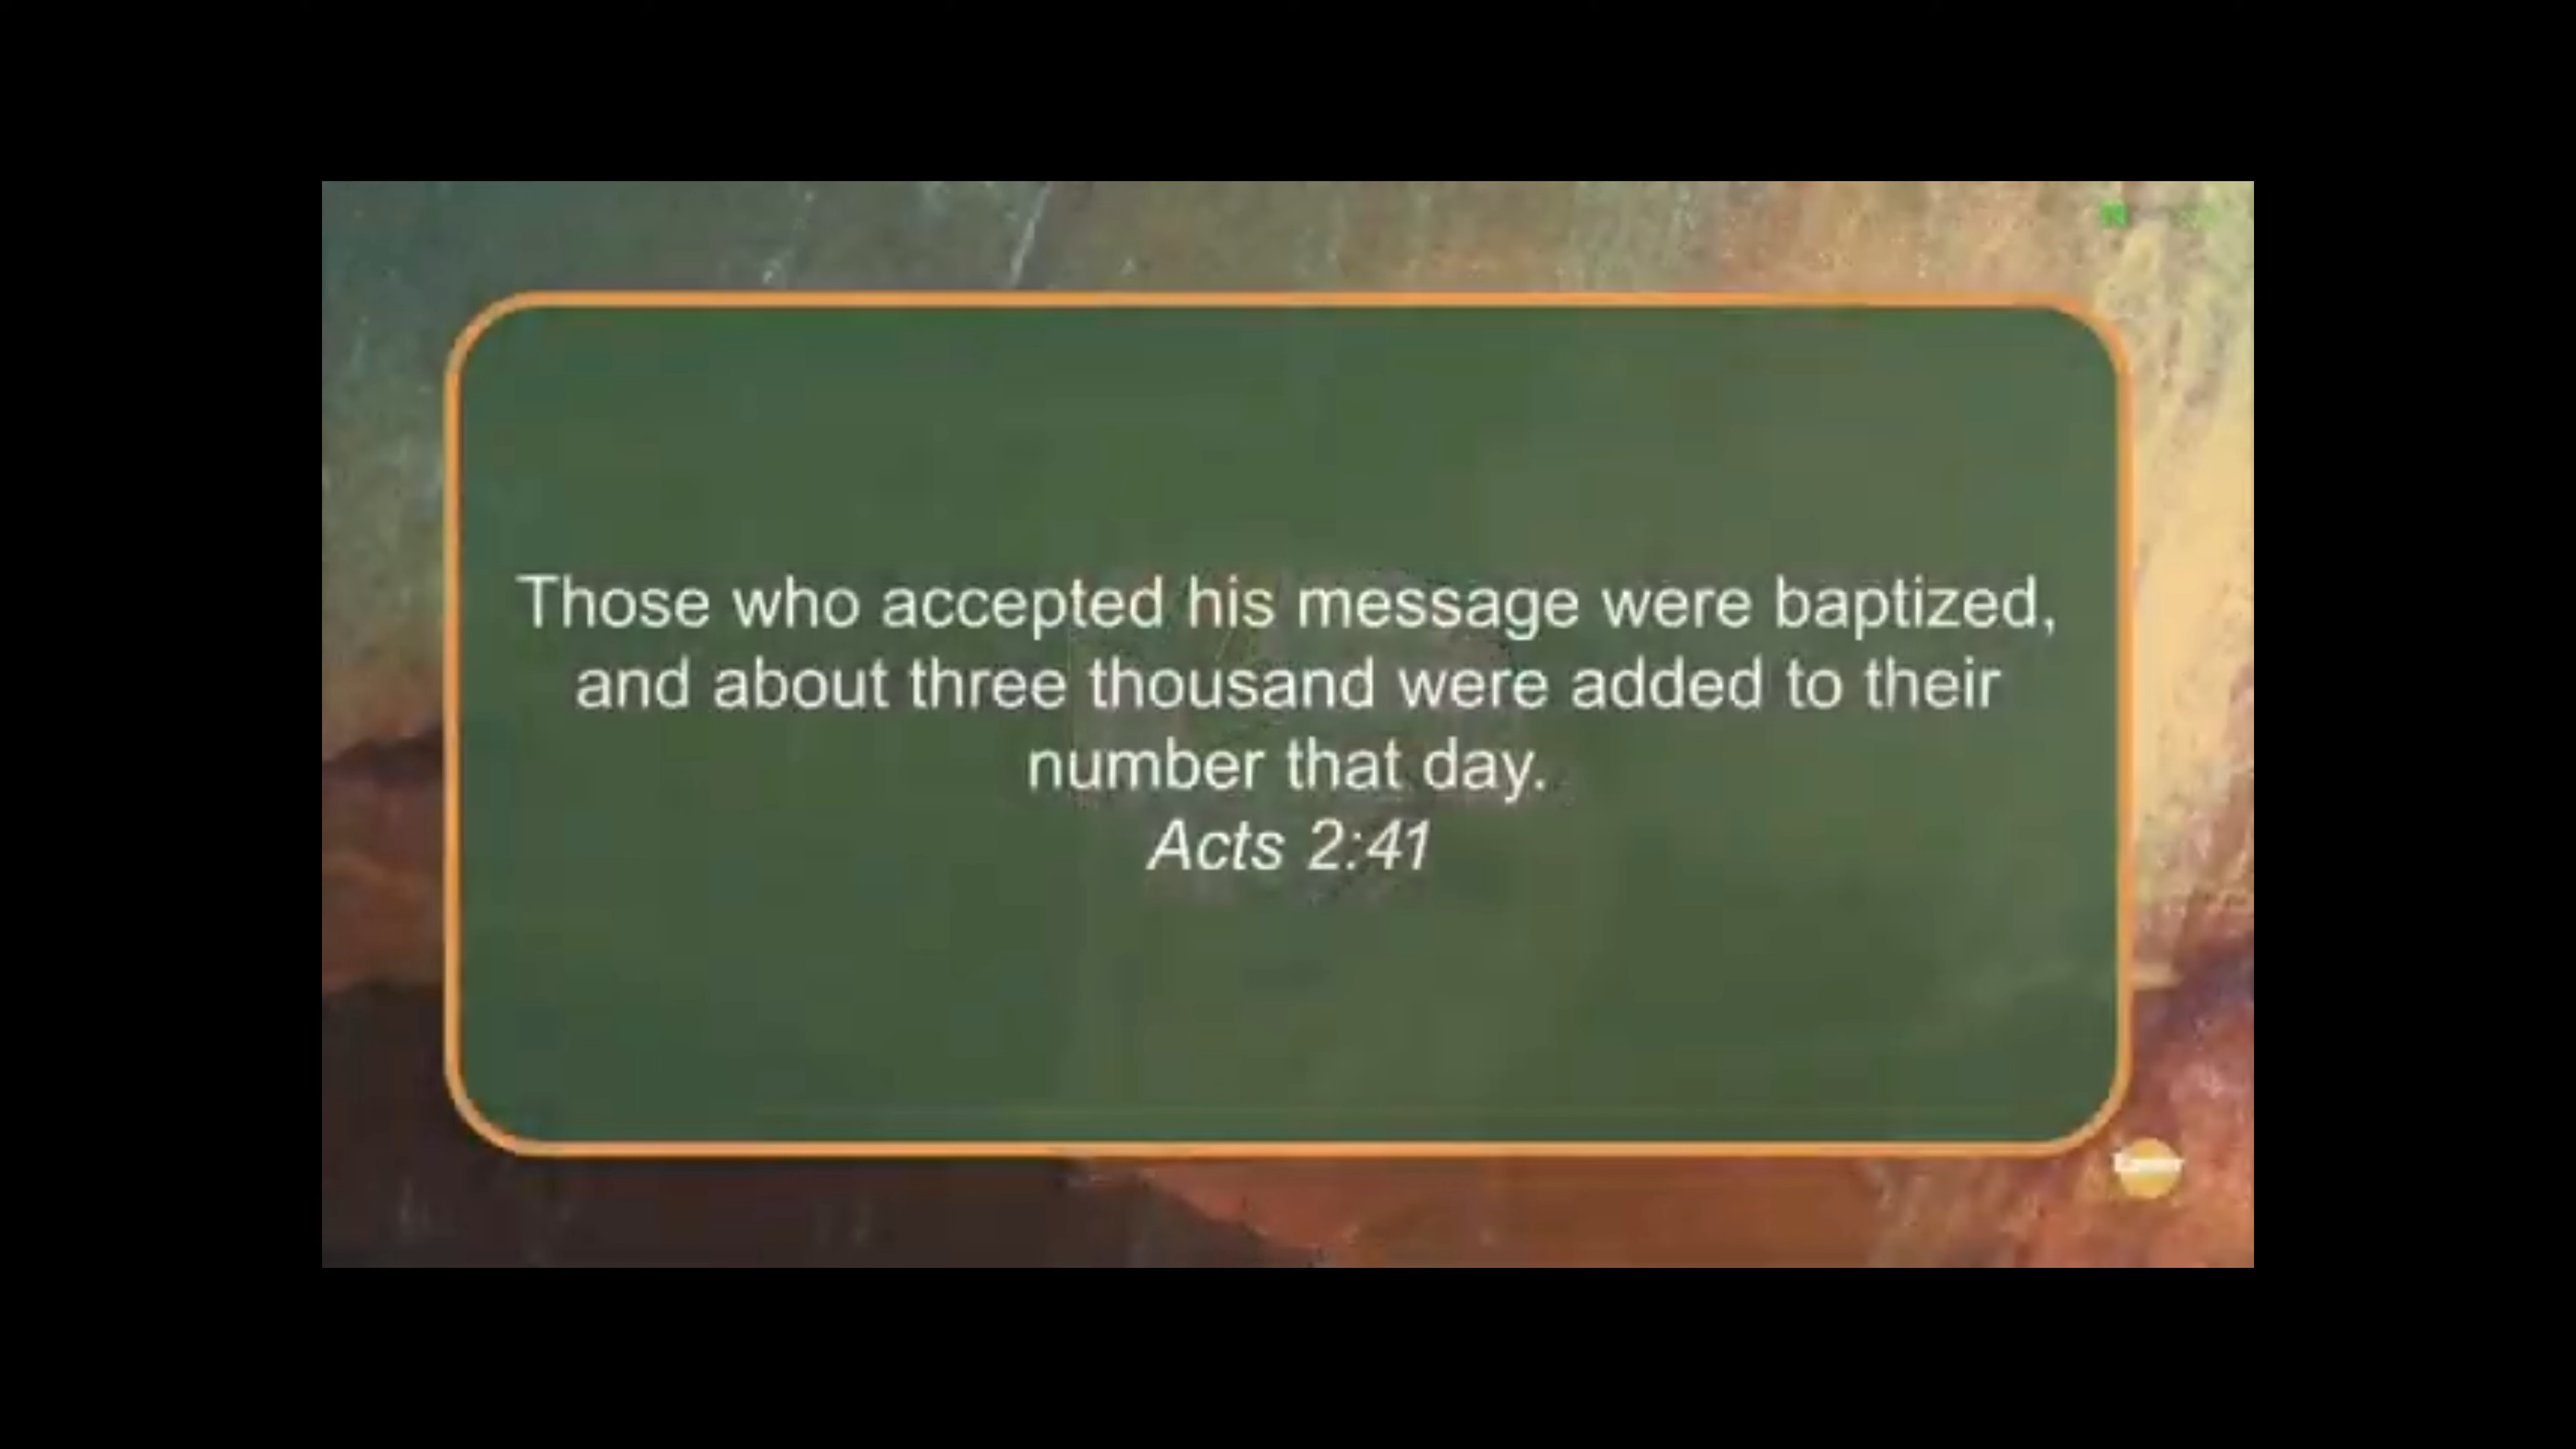 Those who accepted his message were baptized,
and about three thousand were added to their
number that day.
Acts 2:41